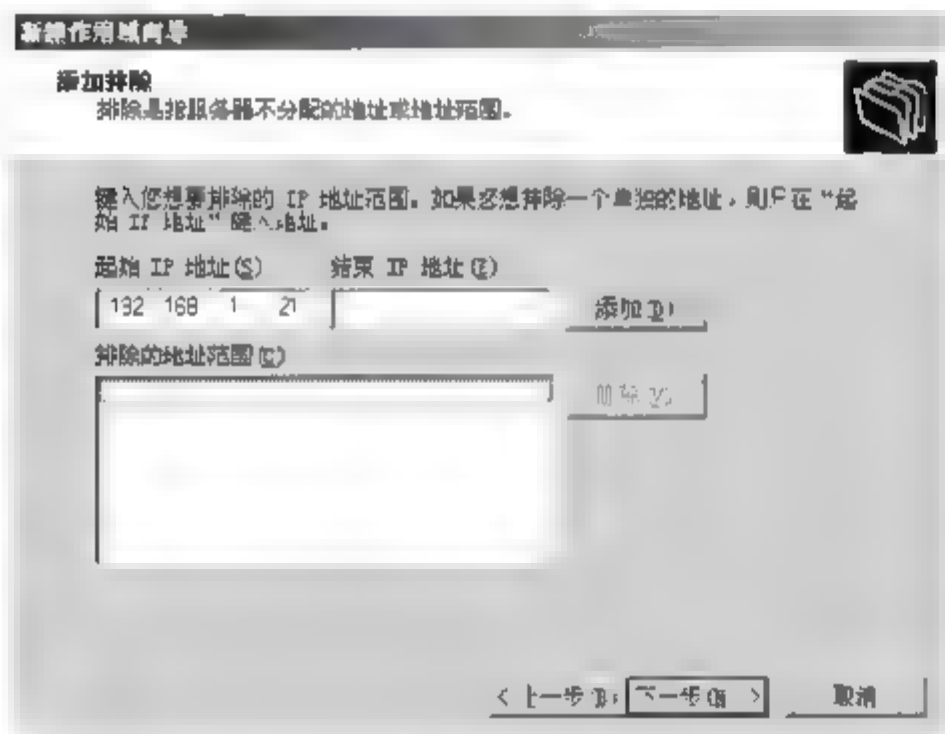 新建作用域向导
添加排除
排除是指服务器不分配的地址或地址范围。
键入您想要排除的 IP 地址范围。如果您想排除一个单独的地址，则只在“起
始 IP 地址”键入地址。
起始 IP 地址(S)
结束 IP 地址(E)
192 168 1 21
添加(D)
排除的地址范围(C)
删除(V)
< 上一步(B)
下一步(N) >
取消